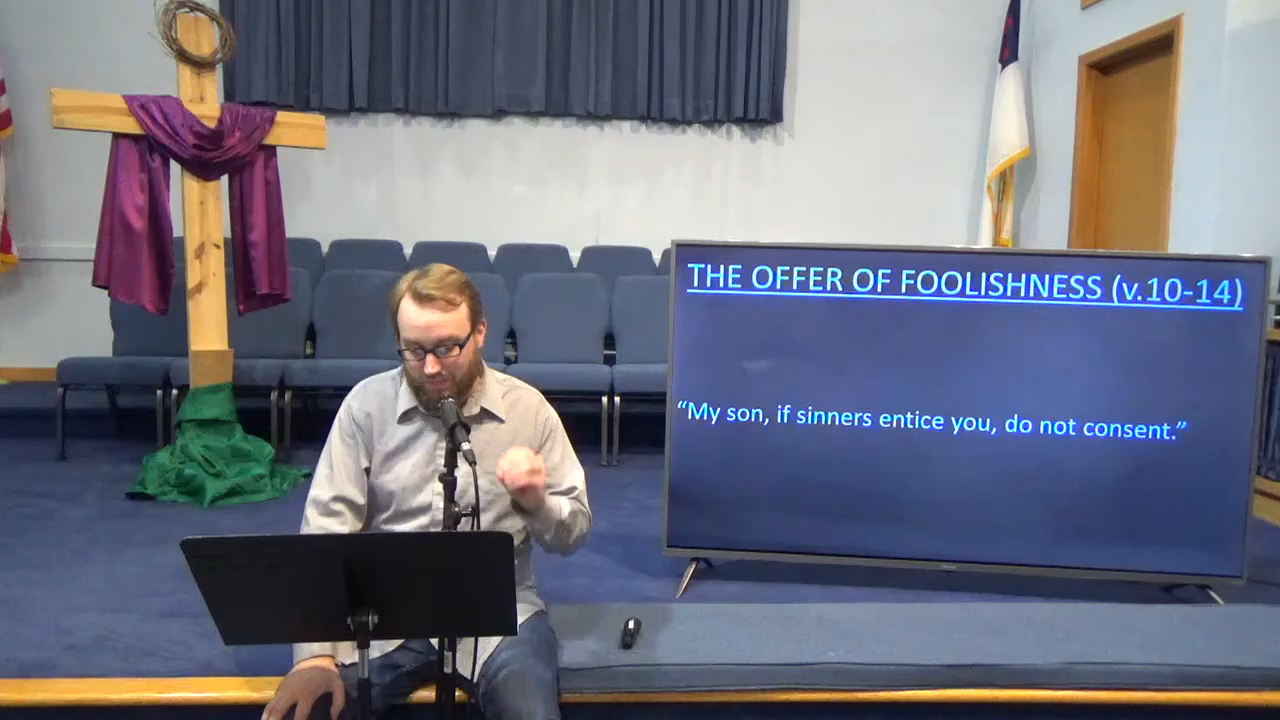 THE OFFER OF FOOLISHNESS (v.10-14)
“My son, if sinners entice you, do not consent.”